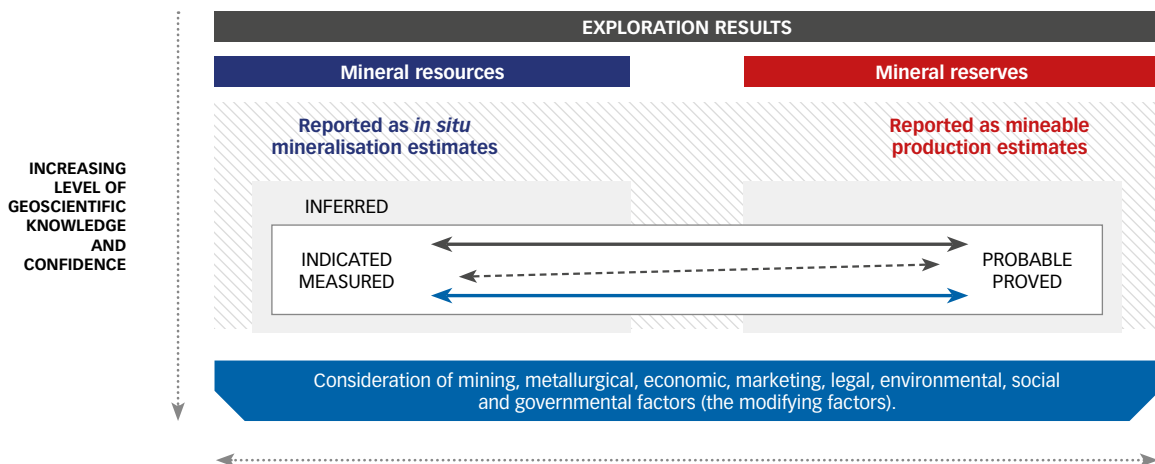 EXPLORATION RESULTS
Mineral resources
Mineral reserves
Reported as in situ
mineralisation estimates
Reported as mineable
production estimates
INCREASING
LEVEL OF
GEOSCIENTIFIC
KNOWLEDGE
AND
CONFIDENCE
INFERRED
INDICATED
MEASURED
PROBABLE
PROVED
Consideration of mining, metallurgical, economic, marketing, legal, environmental, social
and governmental factors (the modifying factors).